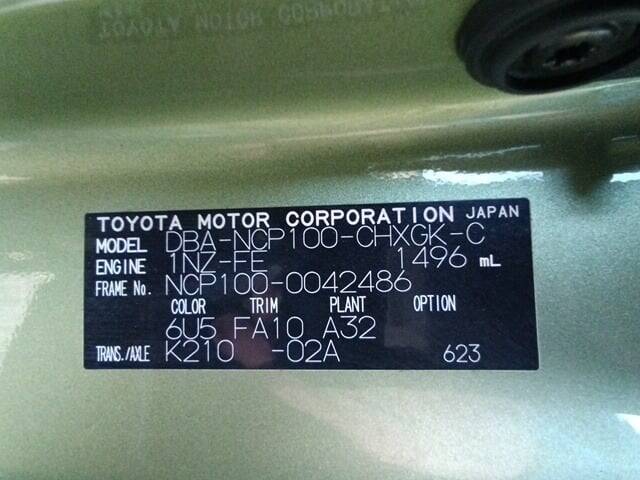 TOYOTA MOTOR CORPORATION JAPAN
MODEL DBA-NCP100-CHXGK-C
ENGINE 1NZ-FE 1496 mL
FRAME No. NCP100-0042486
COLOR TRIM PLANT OPTION
6U5 FA10 A32
TRANS./AXLE K210 -02A 623